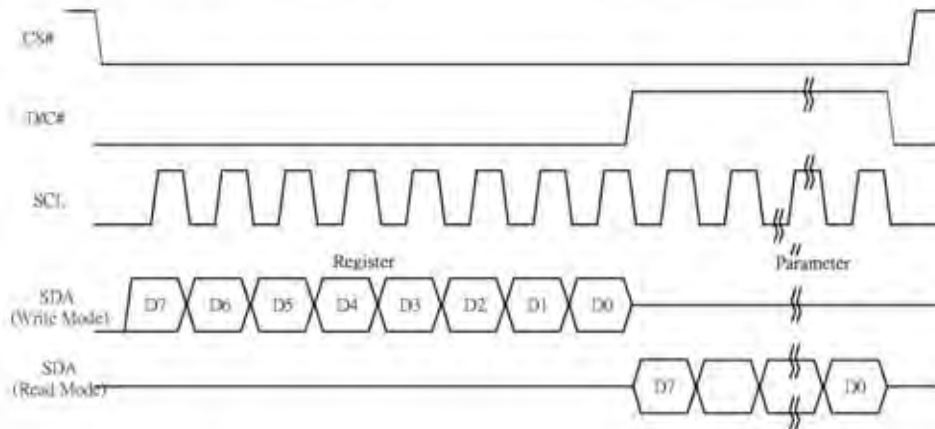 CS#
D/C#
SCL
Register
Parameter
SDA
(Write Mode)
D7 D6 D5 D4 D3 D2 D1 D0
SDA
(Read Mode)
D7 D0